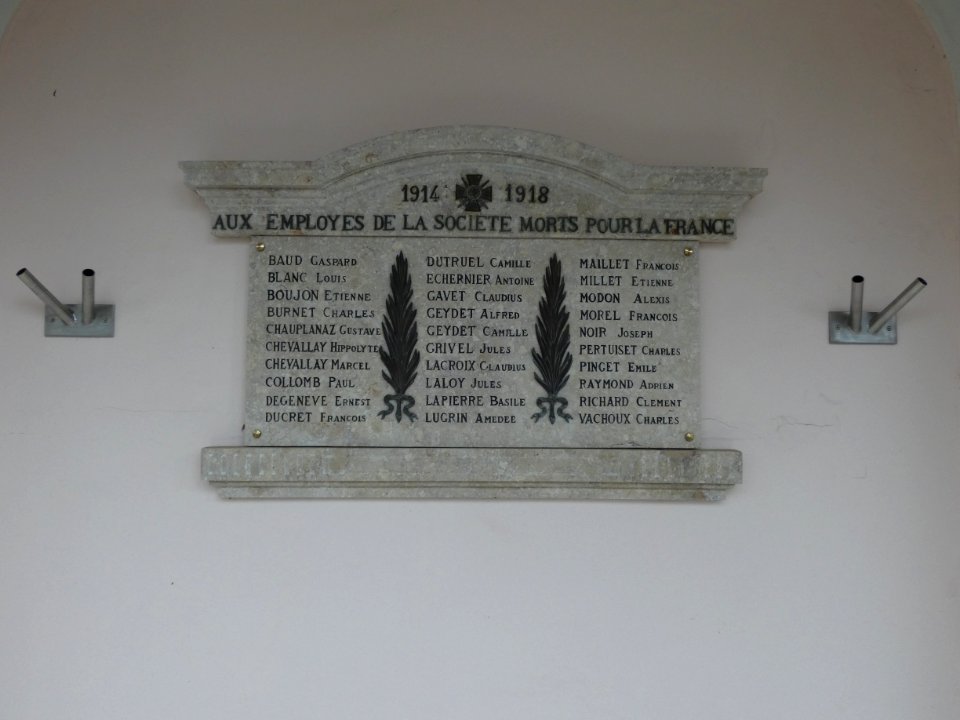 1914 1918
AUX EMPLOYES DE LA SOCIETE MORTS POUR LA FRANCE
BAUD GASPARD
BLANC LOUIS
BOUJON ETIENNE
BURNET CHARLES
CHAUPLANAZ GUSTAVE
CHEVALLAY HIPPOLYTE
CHEVALLAY MARCEL
COLLOMB PAUL
DEGENEVE ERNEST
DUCRET FRANCOIS
DUTRUEL CAMILLE
ECHERNIER ANTOINE
GAVET CLAUDIUS
GEYDET ALFRED
GEYDET CAMILLE
GRIVEL JULES
LACROIX CLAUDIUS
LALOY JULES
LAPIERRE BASILE
LUGRIN AMEDEE
MAILLET FRANCOIS
MILLET ETIENNE
MODON ALEXIS
MOREL FRANCOIS
NOIR JOSEPH
PERTUISET CHARLES
PINGET EMILE
RAYMOND ADRIEN
RICHARD CLEMENT
VACHOUX CHARLES